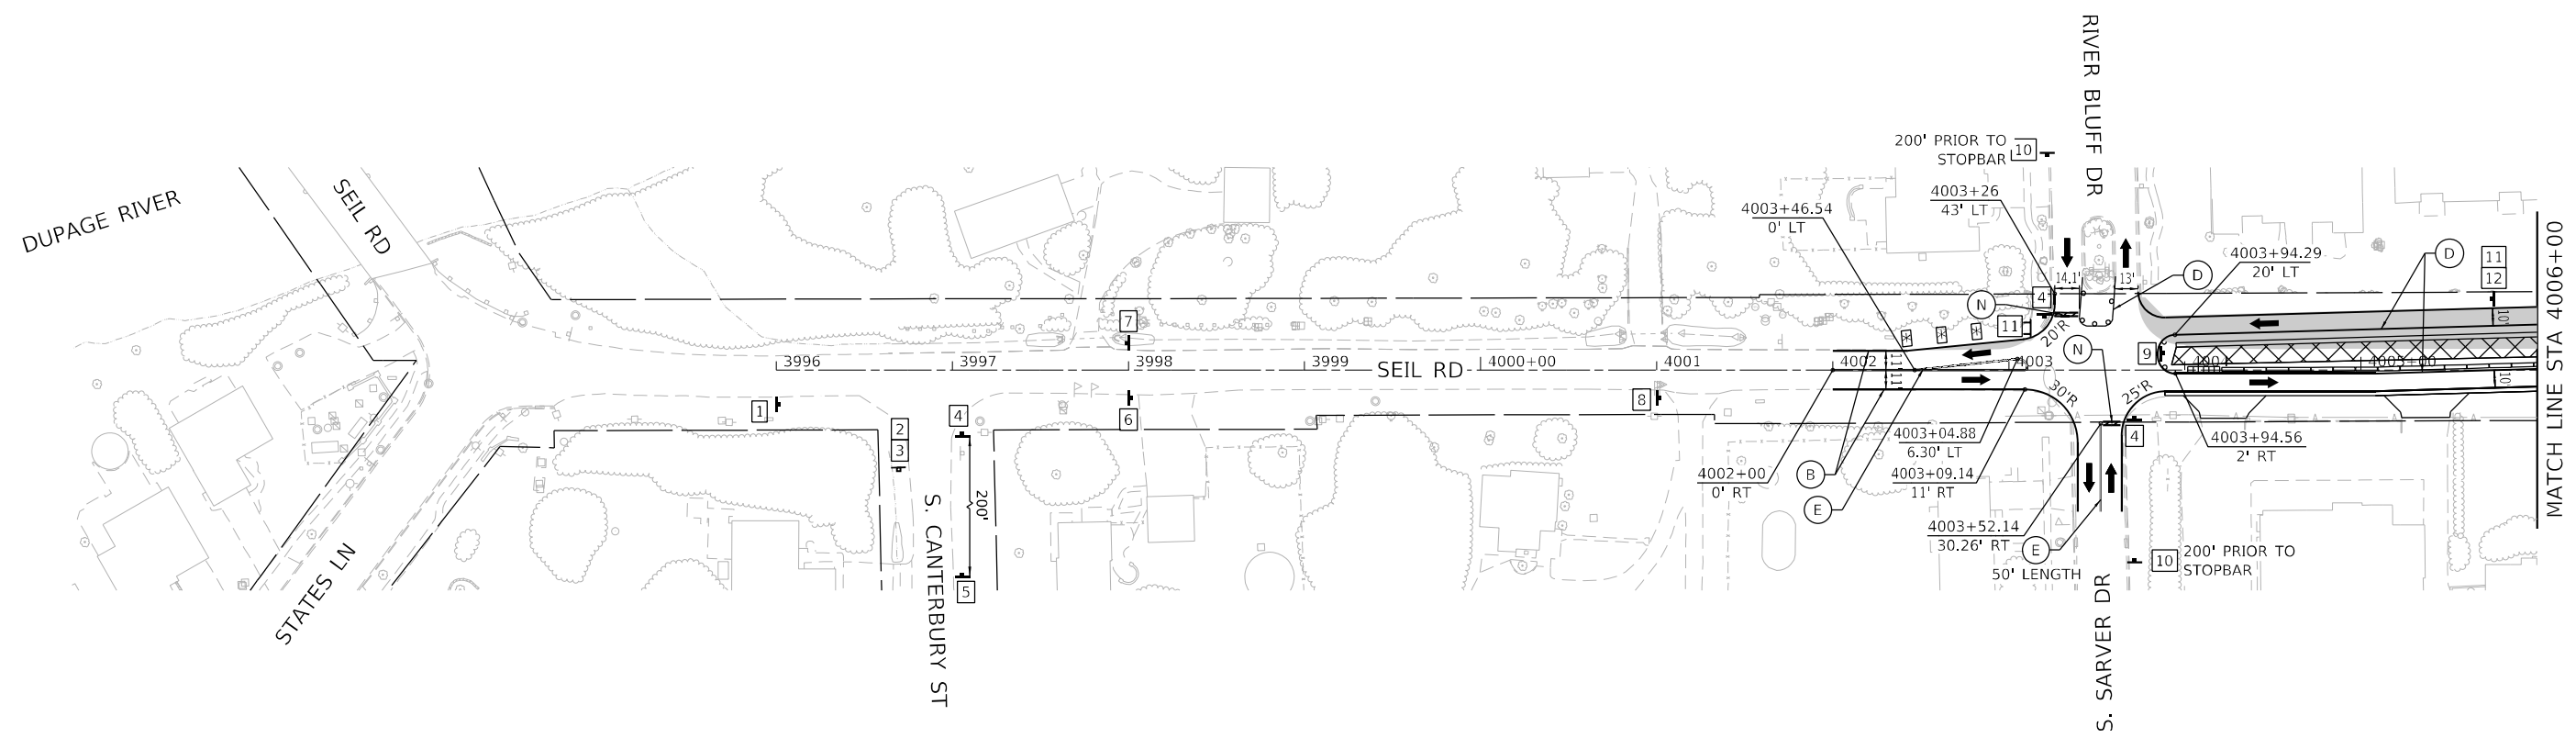 RIVER BLUFF DR
200' PRIOR TO
STOPBAR
10
4003+26
43' LT
4003+46.54
0' LT
DUPAGE RIVER
SEIL RD
4003+94.29
20' LT
D
D
11
12
14.1'
13'
4
N
11
20'R
10'
7
N
9
3996
3997
3998
3999
4000+00
4001
4002
4003
4004
4005+00
SEIL RD
11'
11'
10'
MATCH LINE STA 4006+00
1
2
3
4
6
8
30'R
25'R
4
4003+04.88
6.30' LT
4003+94.56
2' RT
4002+00
0' RT
B
4003+09.14
11' RT
E
200'
S. CANTERBURY ST
5
4003+52.14
30.26' RT
E
50' LENGTH
10
200' PRIOR TO
STOPBAR
STATES LN
S. SARVER DR